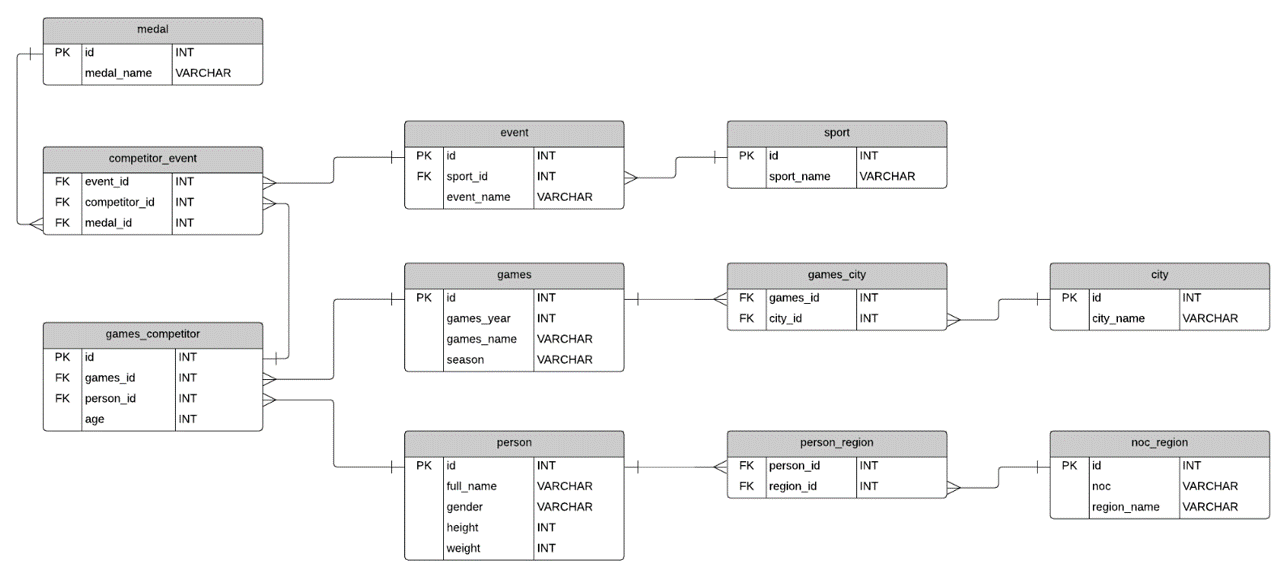 medal
PK id INT
medal_name VARCHAR
competitor_event
FK event_id INT
FK competitor_id INT
FK medal_id INT
games_competitor
PK id INT
FK games_id INT
FK person_id INT
age INT
event
PK id INT
FK sport_id INT
event_name VARCHAR
sport
PK id INT
sport_name VARCHAR
games
PK id INT
games_year INT
games_name VARCHAR
season VARCHAR
games_city
FK games_id INT
FK city_id INT
city
PK id INT
city_name VARCHAR
person
PK id INT
full_name VARCHAR
gender VARCHAR
height INT
weight INT
person_region
FK person_id INT
FK region_id INT
noc_region
PK id INT
noc VARCHAR
region_name VARCHAR